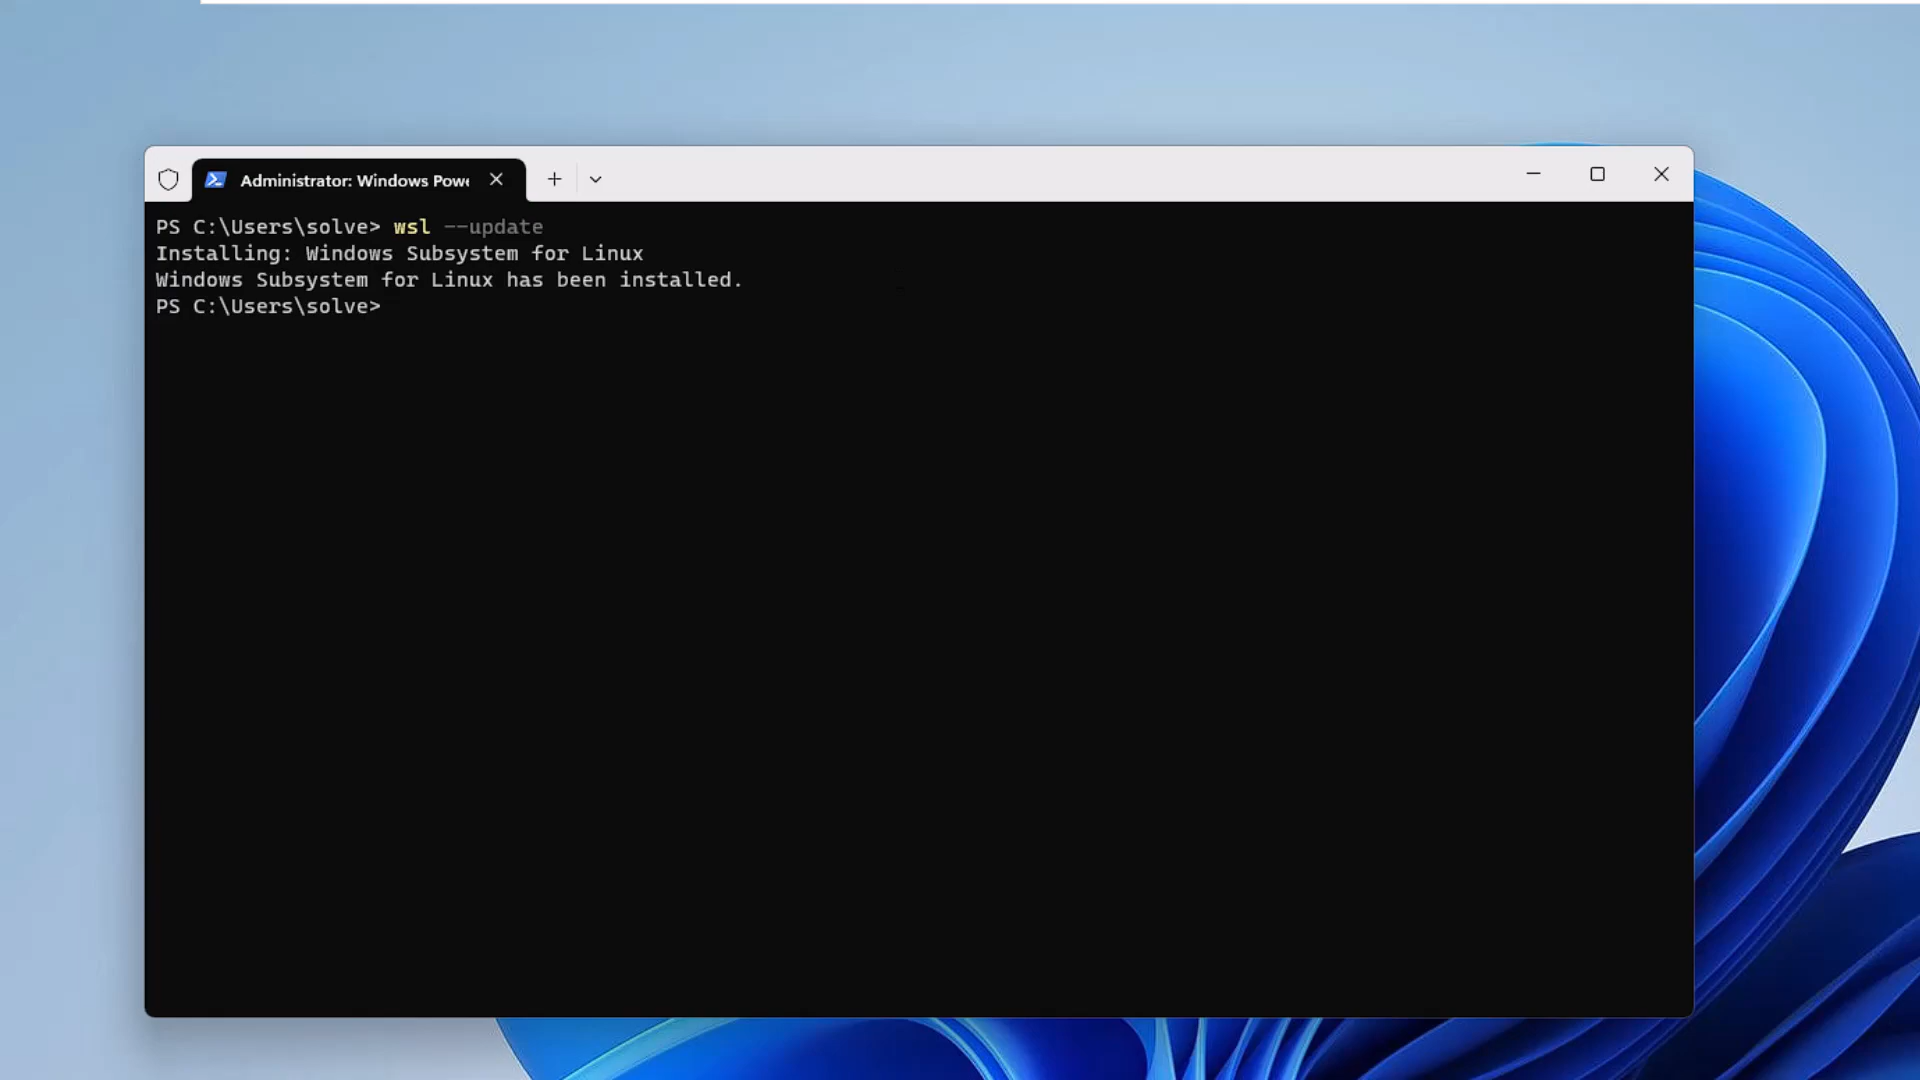 Administrator: Windows Powe
PS C:\Users\solve> wsl --update
Installing: Windows Subsystem for Linux
Windows Subsystem for Linux has been installed.
PS C:\Users\solve>